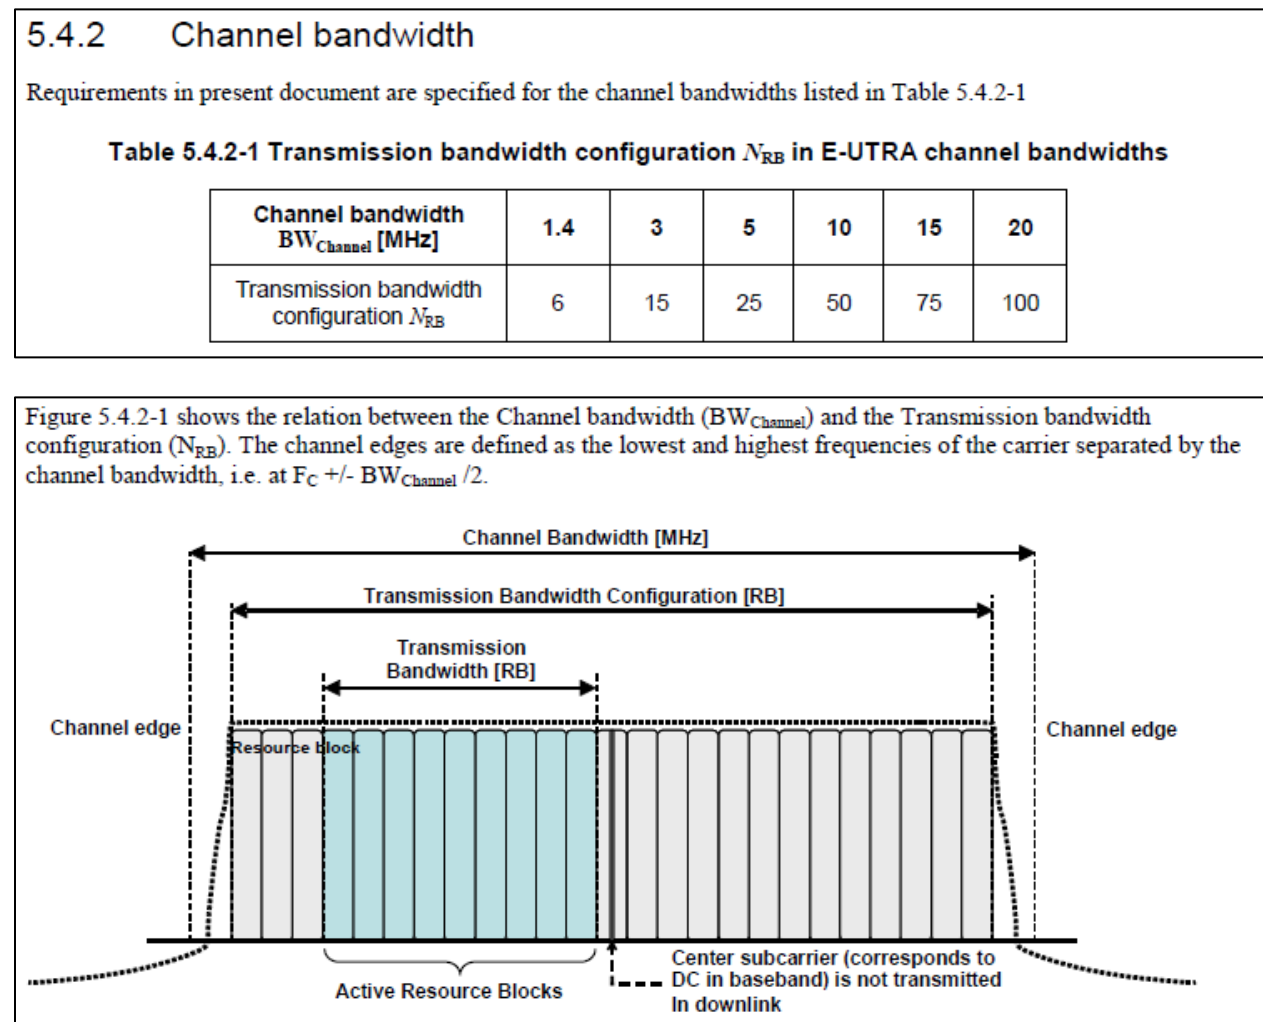 5.4.2 Channel bandwidth
Requirements in present document are specified for the channel bandwidths listed in Table 5.4.2-1
Table 5.4.2-1 Transmission bandwidth configuration NRB in E-UTRA channel bandwidths
Channel bandwidth
BWChannel [MHz]
1.4 3 5 10 15 20
Transmission bandwidth
configuration NRB
6 15 25 50 75 100
Figure 5.4.2-1 shows the relation between the Channel bandwidth (BWChannel) and the Transmission bandwidth
configuration (NRB). The channel edges are defined as the lowest and highest frequencies of the carrier separated by the
channel bandwidth, i.e. at FC +/- BWChannel /2.
Channel Bandwidth [MHz]
Transmission Bandwidth Configuration [RB]
Transmission
Bandwidth [RB]
Channel edge
Channel edge
Resource block
Center subcarrier (corresponds to
DC in baseband) is not transmitted
In downlink
Active Resource Blocks